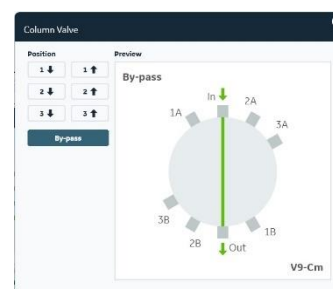 Column Valve
Position
Preview
1 ⬇ 1 ⬆
2 ⬇ 2 ⬆
3 ⬇ 3 ⬆
By-pass
By-pass
In
2A
1A
3A
3B
1B
2B
Out
V9-Cm